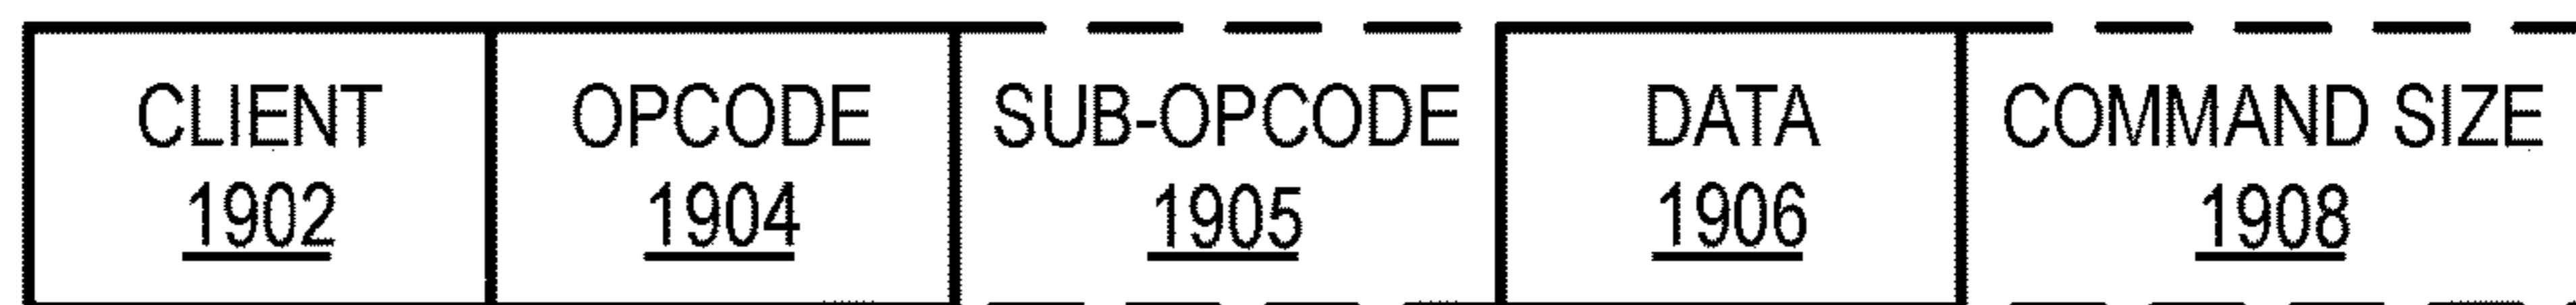 CLIENT
1902
OPCODE
1904
SUB-OPCODE
1905
DATA
1906
COMMAND SIZE
1908